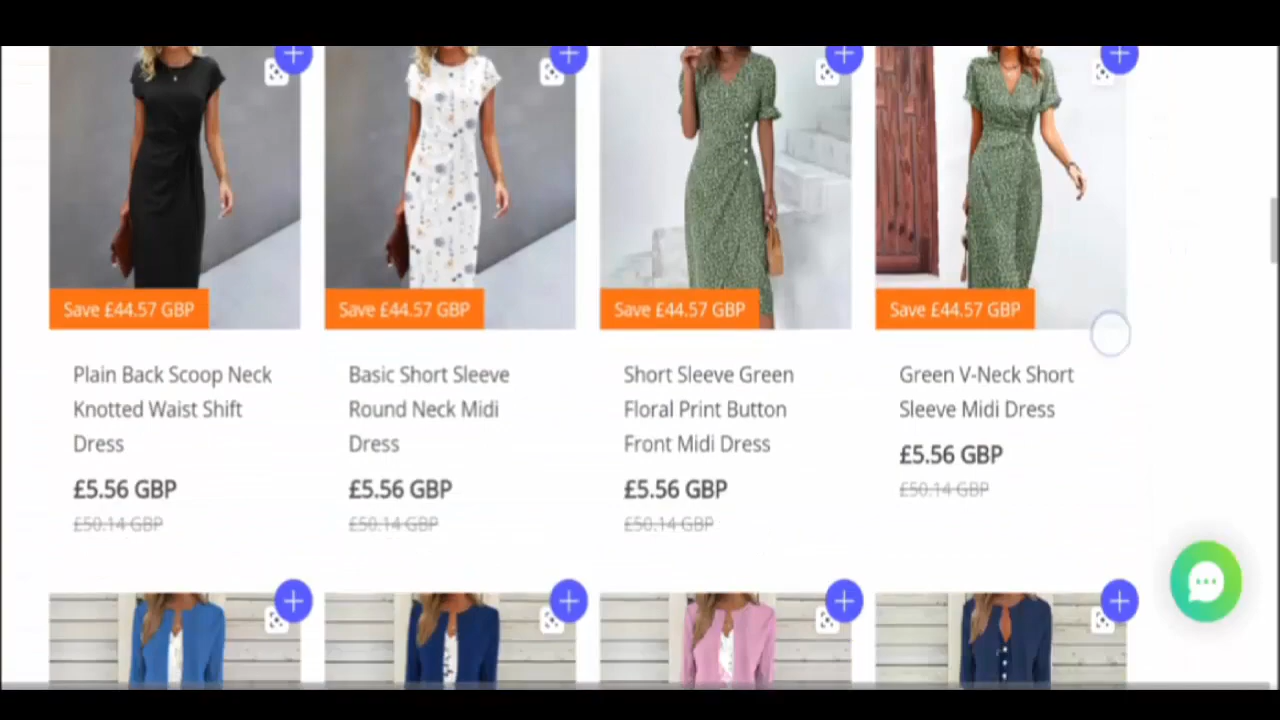 Save £44.57 GBP
Save £44.57 GBP
Save £44.57 GBP
Save £44.57 GBP
Plain Back Scoop Neck
Knotted Waist Shift
Dress
£5.56 GBP
£50.14 GBP
Basic Short Sleeve
Round Neck Midi
Dress
£5.56 GBP
£50.14 GBP
Short Sleeve Green
Floral Print Button
Front Midi Dress
£5.56 GBP
£50.14 GBP
Green V-Neck Short
Sleeve Midi Dress
£5.56 GBP
£50.14 GBP